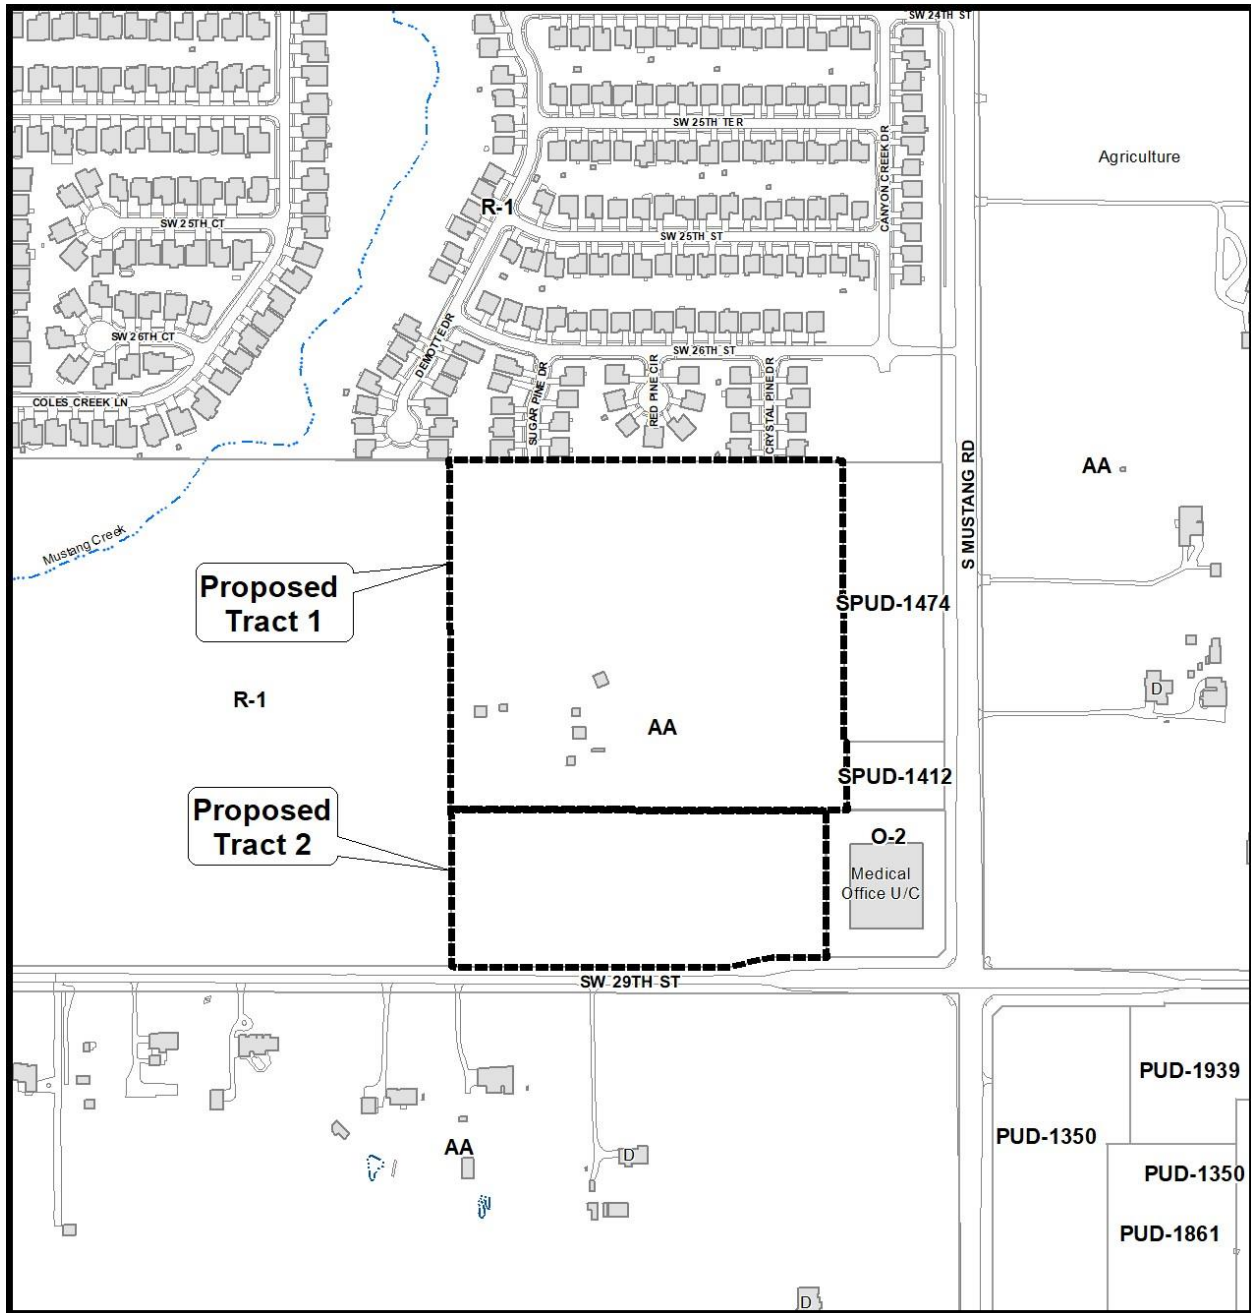 SW 24TH ST
SW 25TH TER
CANYON CREEK DR
Agriculture
R-1
SW 25TH CT
SW 25TH ST
SW 26TH CT
DEMOTTE DR
SW 26TH ST
COLES CREEK LN
SUGAR PINE DR
RED PINE CIR
CRYSTAL PINE DR
S MUSTANG RD
AA
Mustang Creek
Proposed
Tract 1
SPUD-1474
R-1
D
AA
SPUD-1412
Proposed
Tract 2
O-2
Medical
Office U/C
SW 29TH ST
PUD-1939
PUD-1350
AA
D
PUD-1350
PUD-1861
D